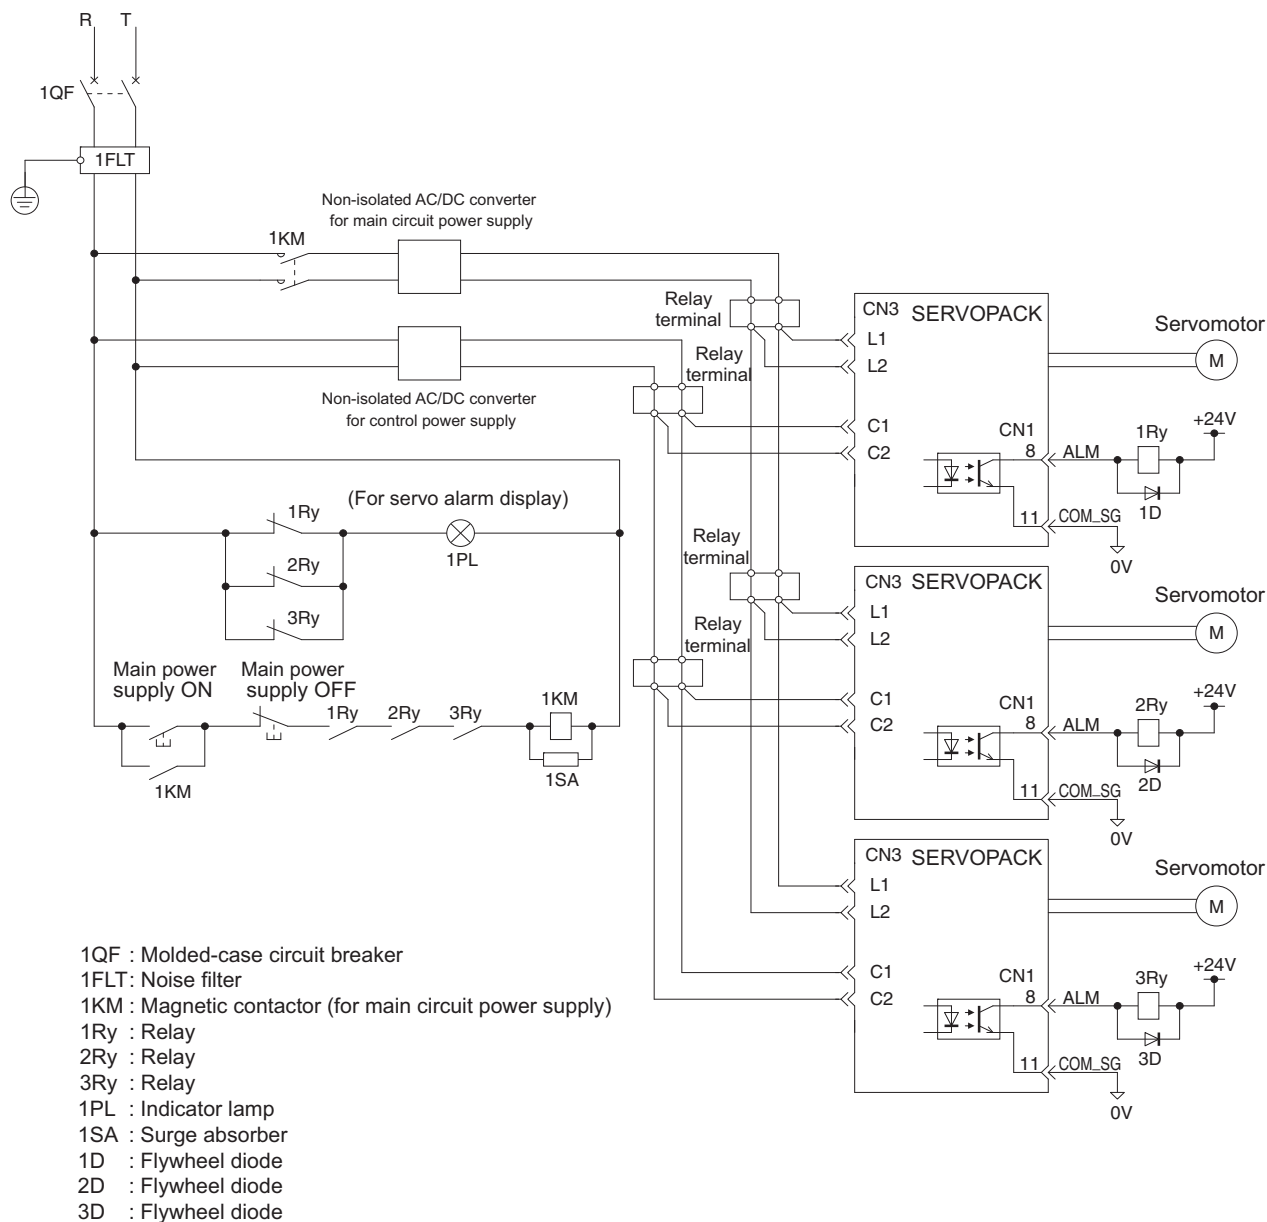 R T
1QF
1FLT
Non-isolated AC/DC converter
for main circuit power supply
1KM
Non-isolated AC/DC converter
for control power supply
Relay
terminal
Relay
terminal
CN3 SERVOPACK
L1
L2
C1
C2
CN1
8
11
ALM
COM_SG
1Ry
1D
+24V
0V
Servomotor
M
(For servo alarm display)
1Ry
2Ry
3Ry
1PL
Main power
supply ON
Main power
supply OFF
1Ry 2Ry 3Ry
1KM
1SA
1KM
Relay
terminal
Relay
terminal
CN3 SERVOPACK
L1
L2
C1
C2
CN1
8
11
ALM
COM_SG
2Ry
2D
+24V
0V
Servomotor
M
CN3 SERVOPACK
L1
L2
C1
C2
CN1
8
11
ALM
COM_SG
3Ry
3D
+24V
0V
Servomotor
M
1QF : Molded-case circuit breaker
1FLT : Noise filter
1KM : Magnetic contactor (for main circuit power supply)
1Ry : Relay
2Ry : Relay
3Ry : Relay
1PL : Indicator lamp
1SA : Surge absorber
1D : Flywheel diode
2D : Flywheel diode
3D : Flywheel diode